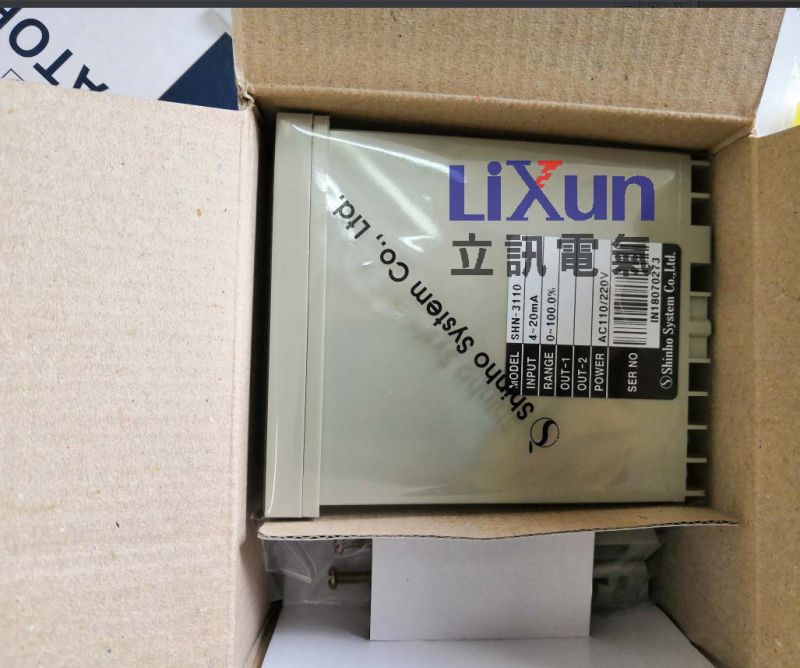 ATOR
LiXun
立訊電氣
Shinho System Co., Ltd.
MODEL SHN-3110
INPUT 4~20mA
RANGE 0~100.0%
OUT-1
OUT-2
POWER AC110/220V
SER NO IN18070273
Shinho System Co.,Ltd.